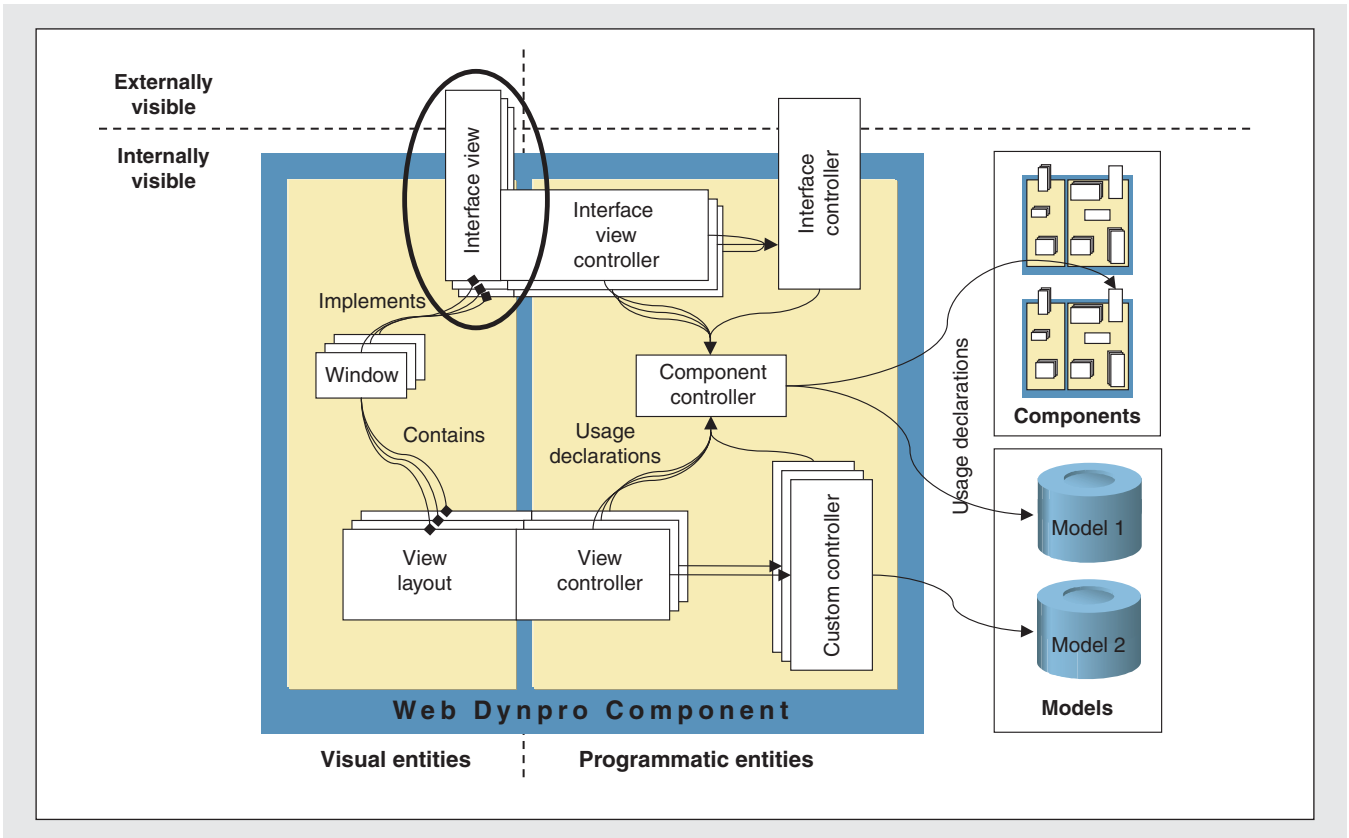 Externally
visible
Internally
visible
Interface view
Interface
view
controller
Interface
controller
Implements
Window
Component
controller
Contains
Usage
declarations
View
layout
View
controller
Custom controller
Web Dynpro Component
Visual entities
Programmatic entities
Usage declarations
Components
Model 1
Model 2
Models